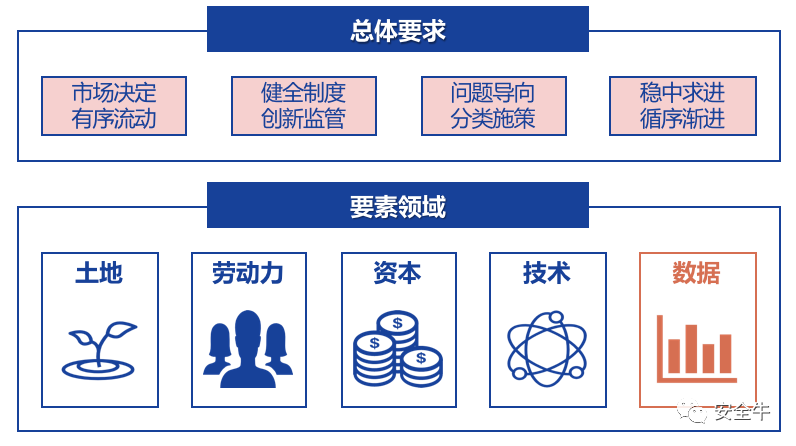 总体要求
市场决定
有序流动
健全制度
创新监管
问题导向
分类施策
稳中求进
循序渐进
要素领域
土地
劳动力
资本
技术
数据
$
$
$
安全牛